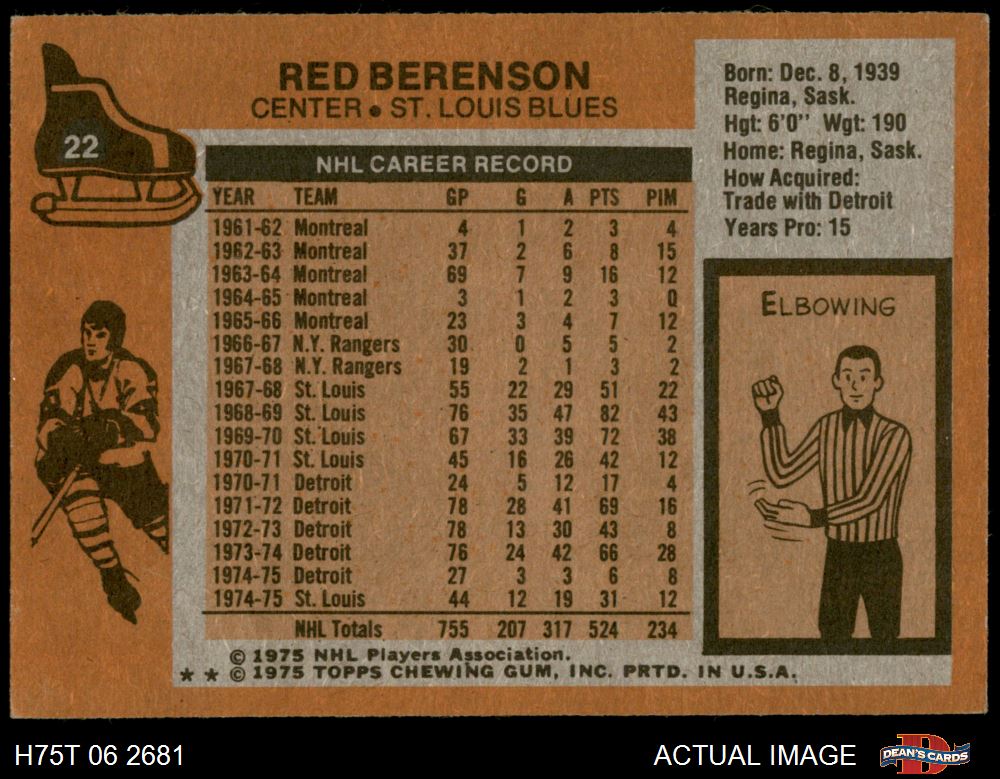 22
RED BERENSON
CENTER • ST. LOUIS BLUES
Born: Dec. 8, 1939
Regina, Sask.
Hgt: 6'0" Wgt: 190
Home: Regina, Sask.
How Acquired:
Trade with Detroit
Years Pro: 15
NHL CAREER RECORD
YEAR TEAM GP G A PTS PIM
1961-62 Montreal 4 1 2 3 4
1962-63 Montreal 37 2 6 8 15
1963-64 Montreal 69 7 9 16 12
1964-65 Montreal 3 1 2 3 0
1965-66 Montreal 23 3 4 7 12
1966-67 N.Y. Rangers 30 0 5 5 2
1967-68 N.Y. Rangers 19 2 1 3 2
1967-68 St. Louis 55 22 29 51 22
1968-69 St. Louis 76 35 47 82 43
1969-70 St. Louis 67 33 39 72 38
1970-71 St. Louis 45 16 26 42 12
1970-71 Detroit 24 5 12 17 4
1971-72 Detroit 78 28 41 69 16
1972-73 Detroit 78 13 30 43 8
1973-74 Detroit 76 24 42 66 28
1974-75 Detroit 27 3 3 6 8
1974-75 St. Louis 44 12 19 31 12
NHL Totals 755 207 317 524 234
ELBOWING
© 1975 NHL Players Association.
★ ★ © 1975 TOPPS CHEWING GUM, INC. PRTD. IN U.S.A.
H75T 06 2681
ACTUAL IMAGE
D
DEAN'S CARDS